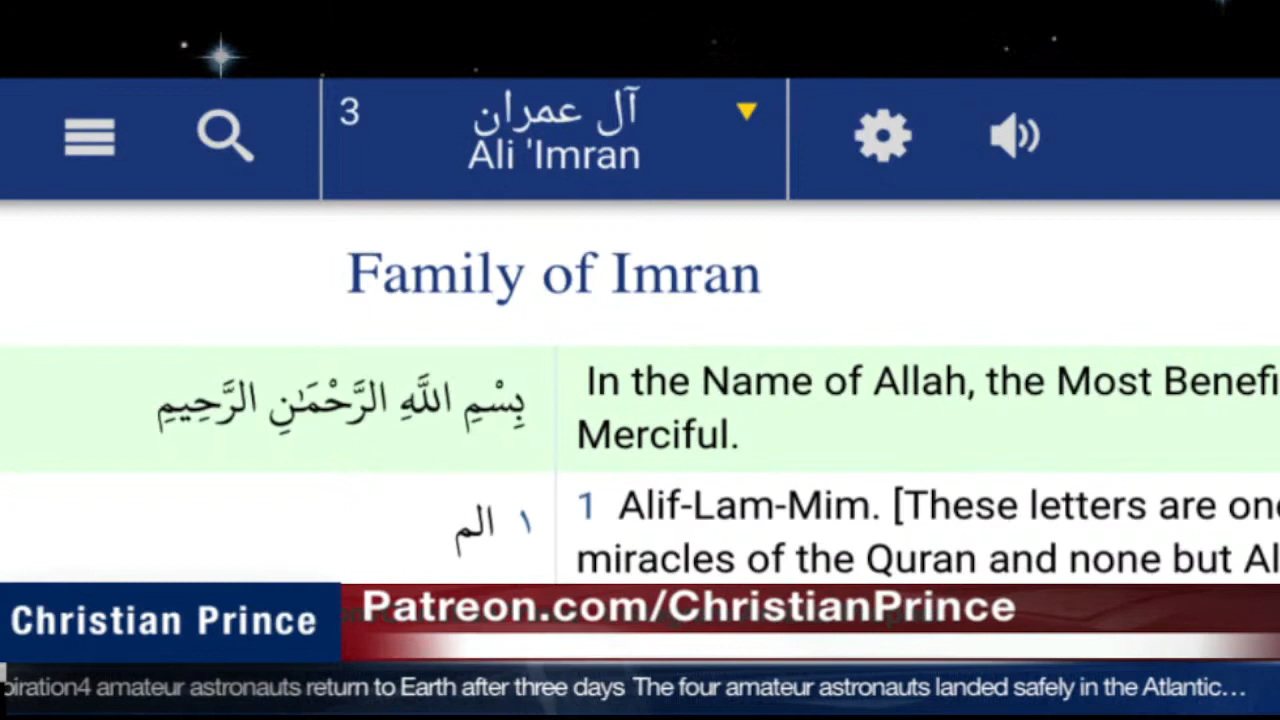 3
آل عمران
Ali 'Imran
Family of Imran
بِسْمِ اللَّهِ الرَّحْمَٰنِ الرَّحِيمِ
In the Name of Allah, the Most Benefi
Merciful.
١ الم
1 Alif-Lam-Mim. [These letters are one
miracles of the Quran and none but Al
Christian Prince
Patreon.com/ChristianPrince
piration4 amateur astronauts return to Earth after three days The four amateur astronauts landed safely in the Atlantic…